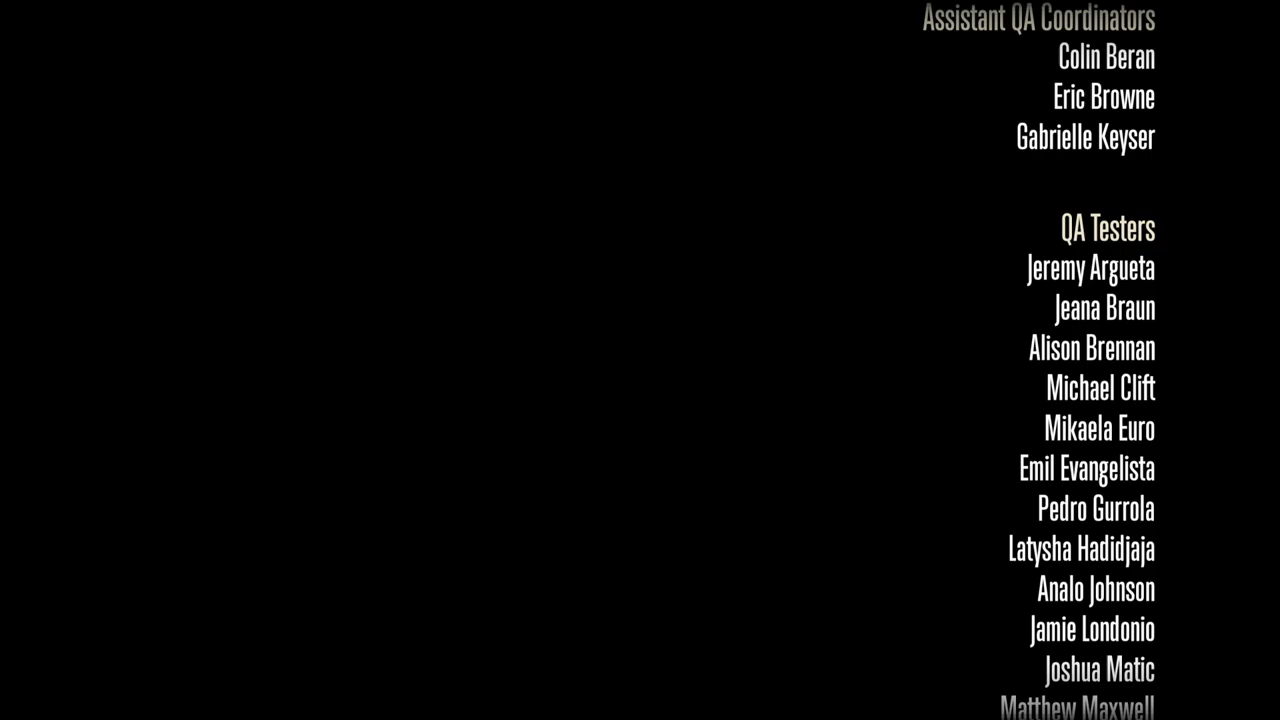 Assistant QA Coordinators
Colin Beran
Eric Browne
Gabrielle Keyser
QA Testers
Jeremy Argueta
Jeana Braun
Alison Brennan
Michael Clift
Mikaela Euro
Emil Evangelista
Pedro Gurrola
Latysha Hadidjaja
Analo Johnson
Jamie Londonio
Joshua Matic
Matthew Maxwell